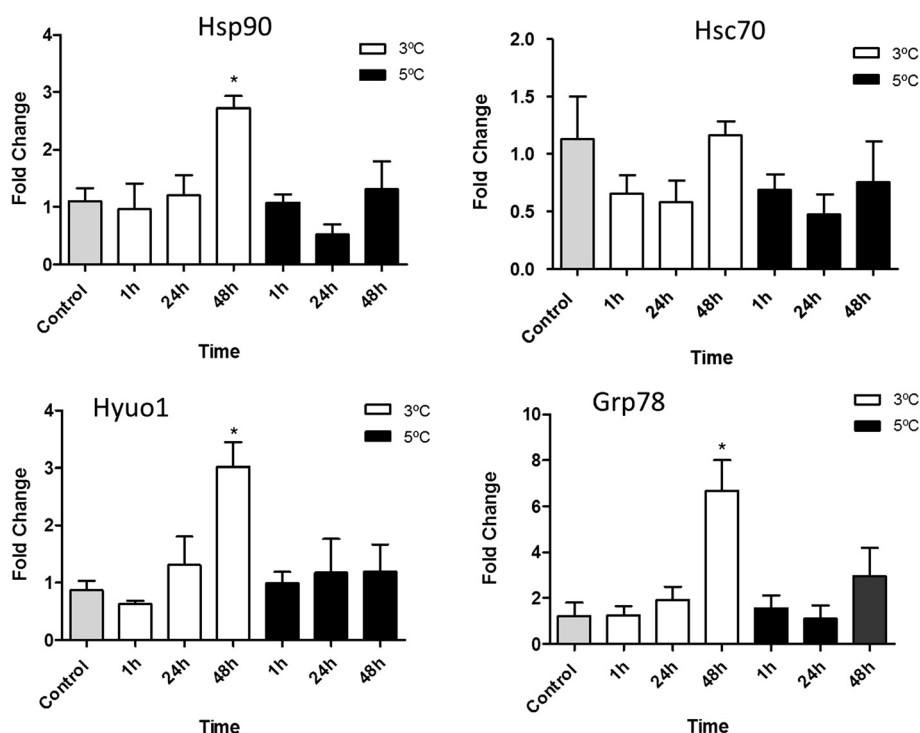 Hsp90
Fold Change
4
3
2
1
0
*
3ºC
5ºC
Control
1h
24h
48h
1h
24h
48h
Time
Hsc70
Fold Change
2.0
1.5
1.0
0.5
0.0
3ºC
5ºC
Control
1h
24h
48h
1h
24h
48h
Time
Hyuo1
Fold Change
4
3
2
1
0
*
3ºC
5ºC
Control
1h
24h
48h
1h
24h
48h
Time
Grp78
Fold Change
10
8
6
4
2
0
*
3ºC
5ºC
Control
1h
24h
48h
1h
24h
48h
Time